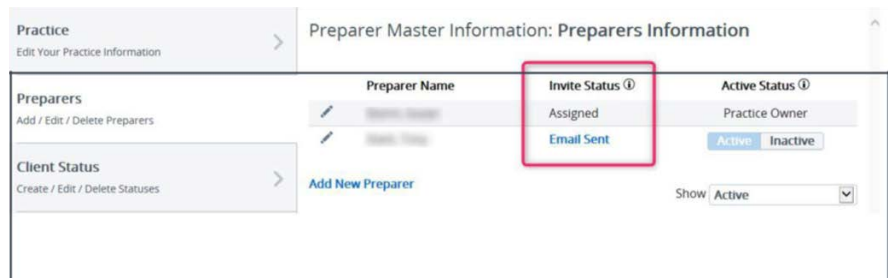 Practice
Edit Your Practice Information
Preparers
Add / Edit / Delete Preparers
Client Status
Create / Edit / Delete Statuses
Preparer Master Information: Preparers Information
Preparer Name Invite Status Active Status
Assigned Practice Owner
Email Sent Active Inactive
Add New Preparer
Show Active